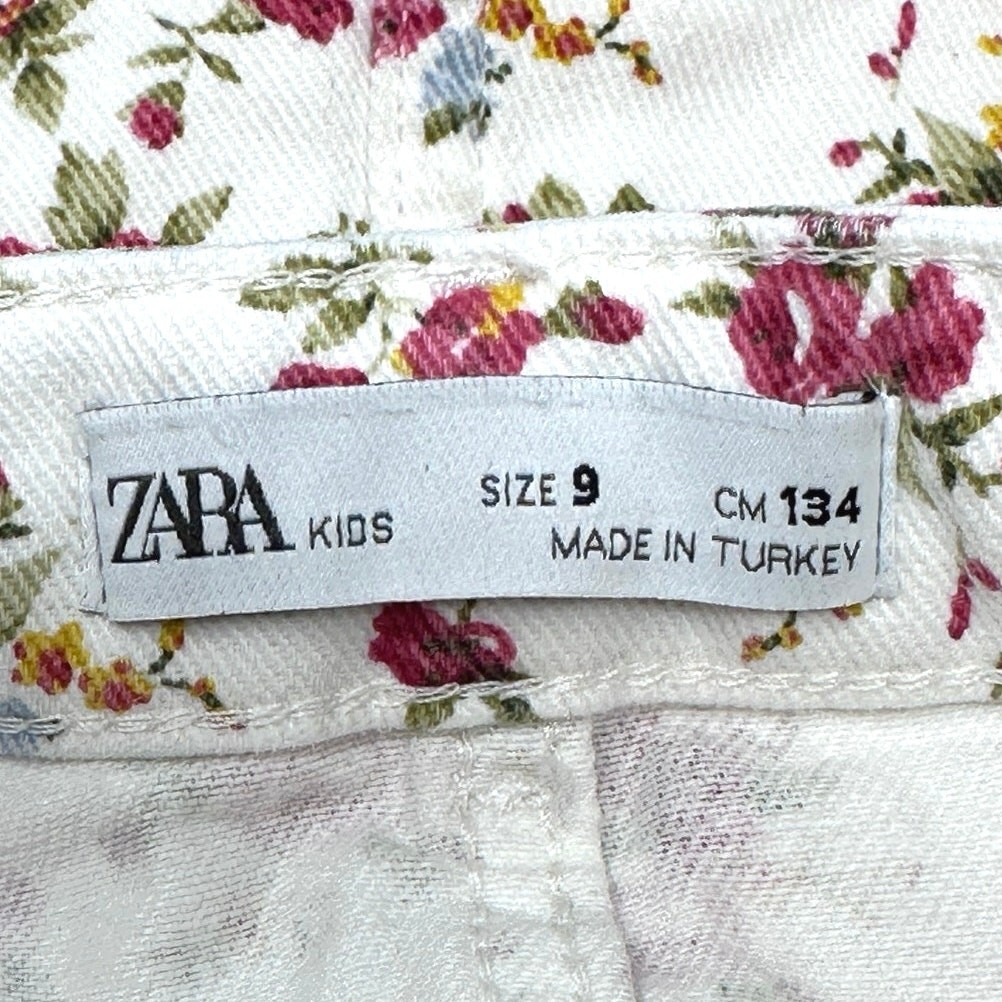 ZARA KIDS SIZE 9 CM 134
MADE IN TURKEY